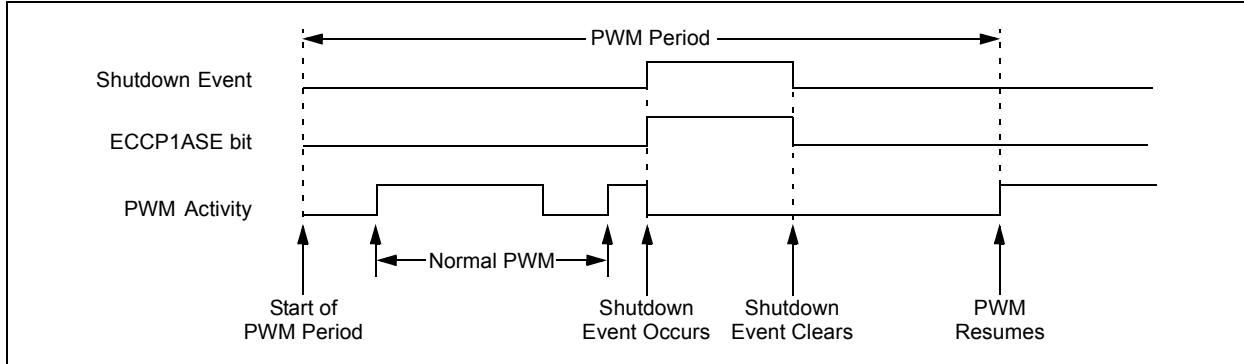 PWM Period
Shutdown Event
ECCP1ASE bit
PWM Activity
Normal PWM
Start of
PWM Period
Shutdown
Event Occurs
Shutdown
Event Clears
PWM
Resumes